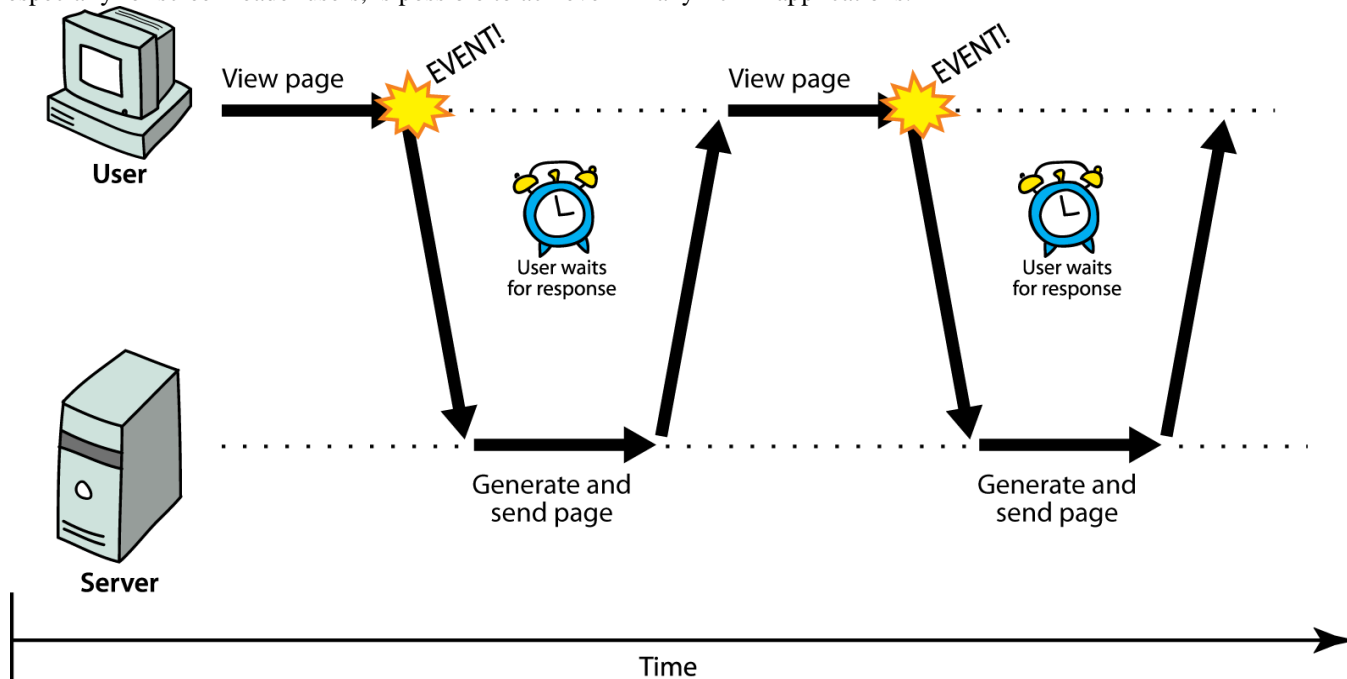 View page
EVENT!
View page
EVENT!
User
User waits
for response
User waits
for response
Generate and
send page
Generate and
send page
Server
Time